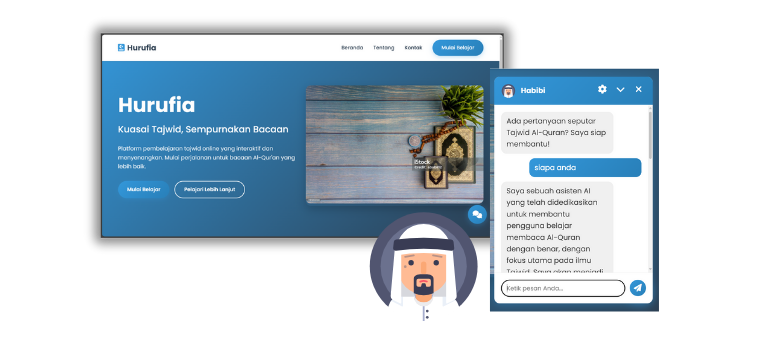 Hurufia
Beranda Tentang Kontak Mulai Belajar
Hurufia
Kuasai Tajwid, Sempurnakan Bacaan
Platform pembelajaran tajwid online yang interaktif dan
menyenangkan. Mulai perjalanan untuk bacaan Al-Qur'an yang
lebih baik.
Mulai Belajar
Pelajari Lebih Lanjut
iStock
Habibi
Ada pertanyaan seputar
Tajwid Al-Quran? Saya siap
membantu!
siapa anda
Saya sebuah asisten AI
yang telah didedikasikan
untuk membantu
pengguna belajar
membaca Al-Quran
dengan benar, dengan
fokus utama pada ilmu
Tajwid. Saya akan menjadi
Ketik pesan Anda...